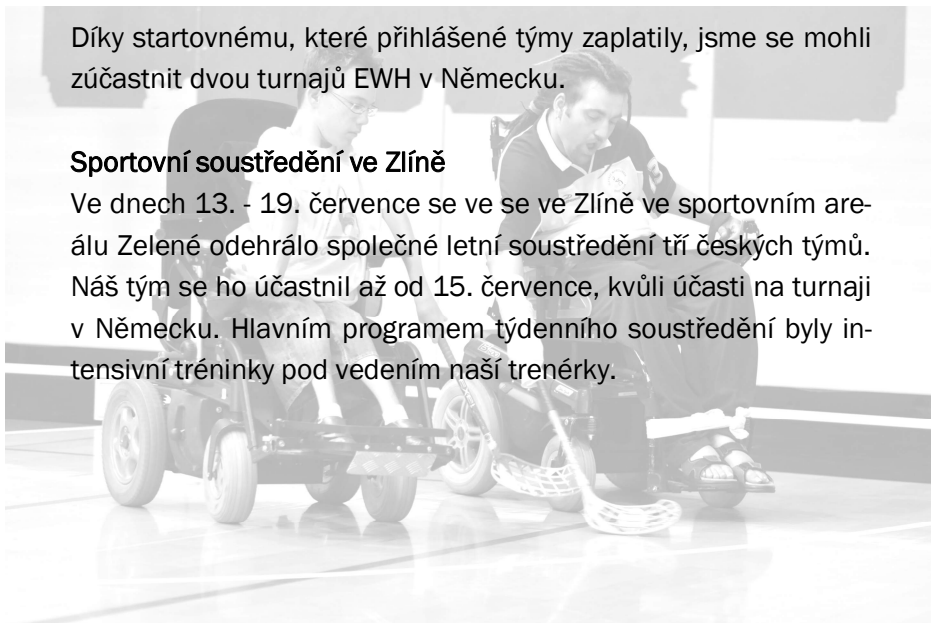 Díky startovnému, které přihlášené týmy zaplatily, jsme se mohli
zúčastnit dvou turnajů EWH v Německu.
Sportovní soustředění ve Zlíně
Ve dnech 13. - 19. července se ve se ve Zlíně ve sportovním are-
álu Zelené odehrálo společné letní soustředění tří českých týmů.
Náš tým se ho účastnil až od 15. července, kvůli účasti na turnaji
v Německu. Hlavním programem týdenního soustředění byly in-
tensivní tréninky pod vedením naší trenérky.